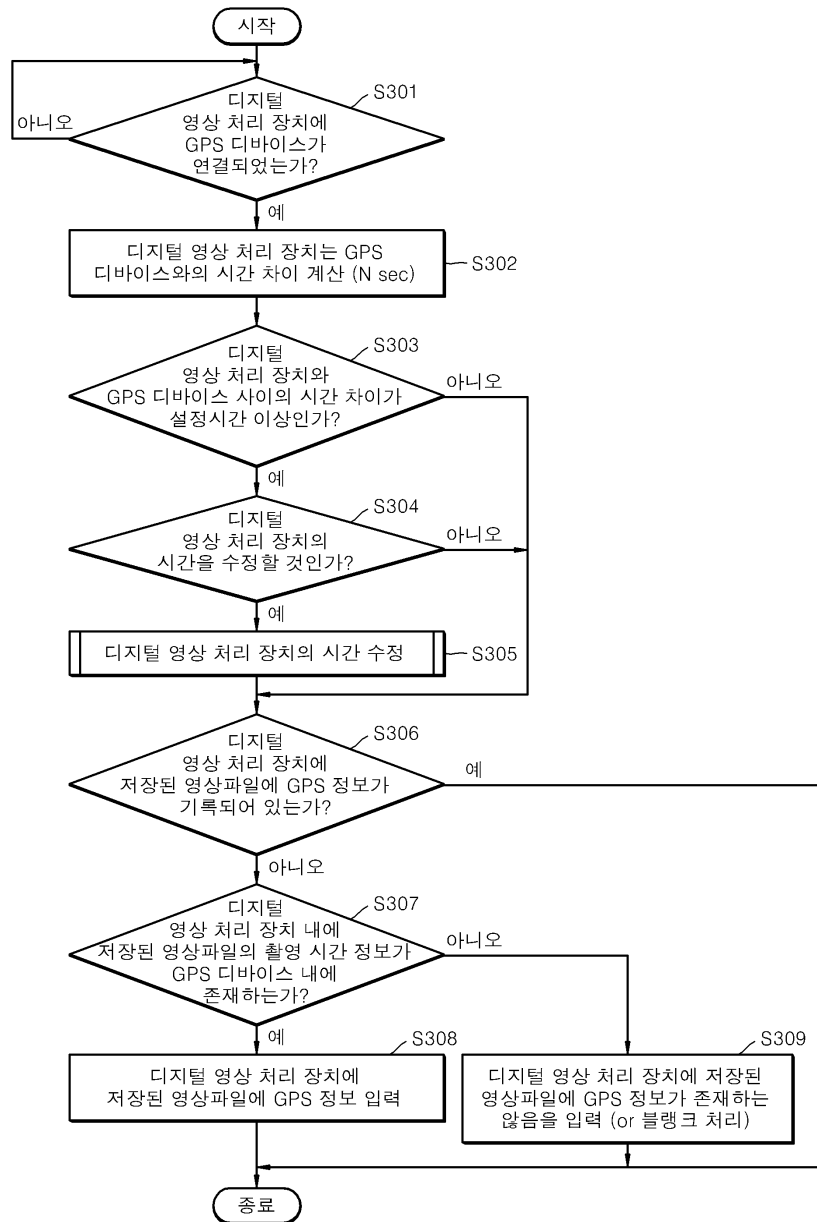 시작
S301
디지털
영상 처리 장치에
GPS 디바이스가
연결되었는가?
아니오
예
디지털 영상 처리 장치는 GPS
디바이스와의 시간 차이 계산 (N sec)
S302
S303
디지털
영상 처리 장치와
GPS 디바이스 사이의 시간 차이가
설정시간 이상인가?
아니오
예
S304
디지털
영상 처리 장치의
시간을 수정할 것인가?
아니오
예
디지털 영상 처리 장치의 시간 수정
S305
S306
디지털
영상 처리 장치에
저장된 영상파일에 GPS 정보가
기록되어 있는가?
예
아니오
S307
디지털
영상 처리 장치 내에
저장된 영상파일의 촬영 시간 정보가
GPS 디바이스 내에
존재하는가?
아니오
예
S308
디지털 영상 처리 장치에
저장된 영상파일에 GPS 정보 입력
S309
디지털 영상 처리 장치에 저장된
영상파일에 GPS 정보가 존재하는
않음을 입력 (or 블랭크 처리)
종료